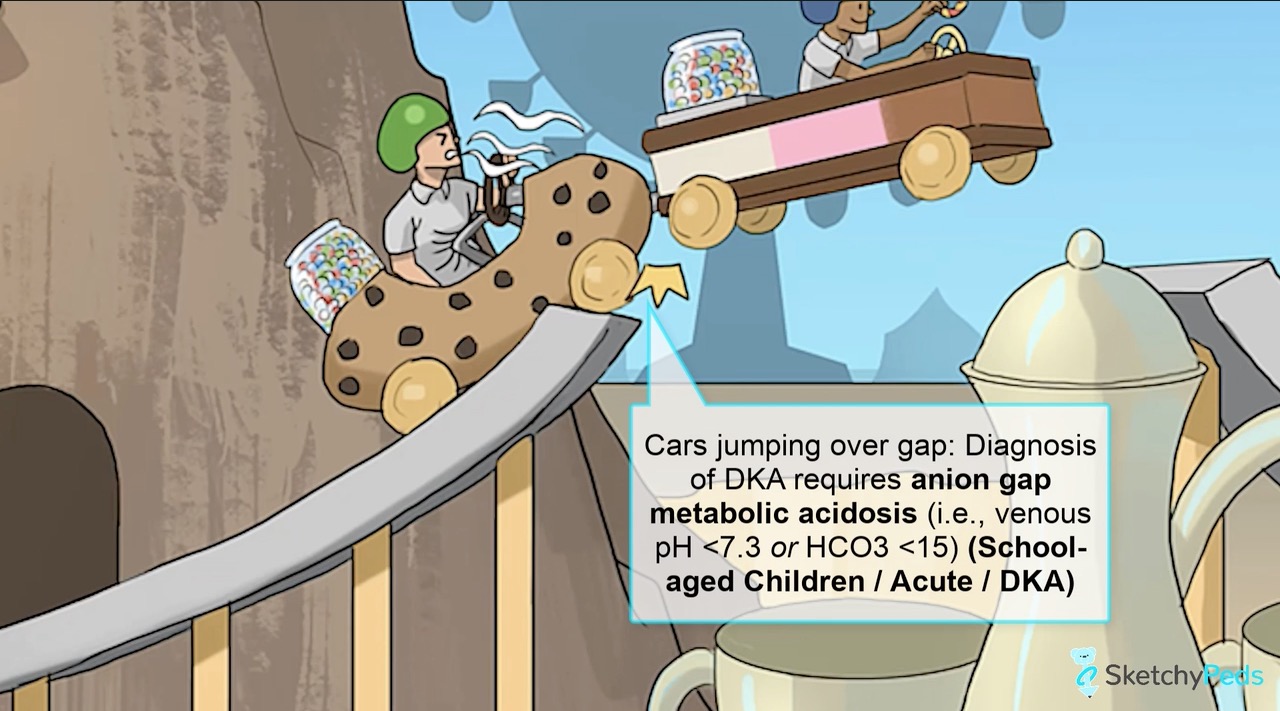 Cars jumping over gap: Diagnosis
of DKA requires anion gap
metabolic acidosis (i.e., venous
pH <7.3 or HCO3 <15) (School-
aged Children / Acute / DKA)
SketchyPeds